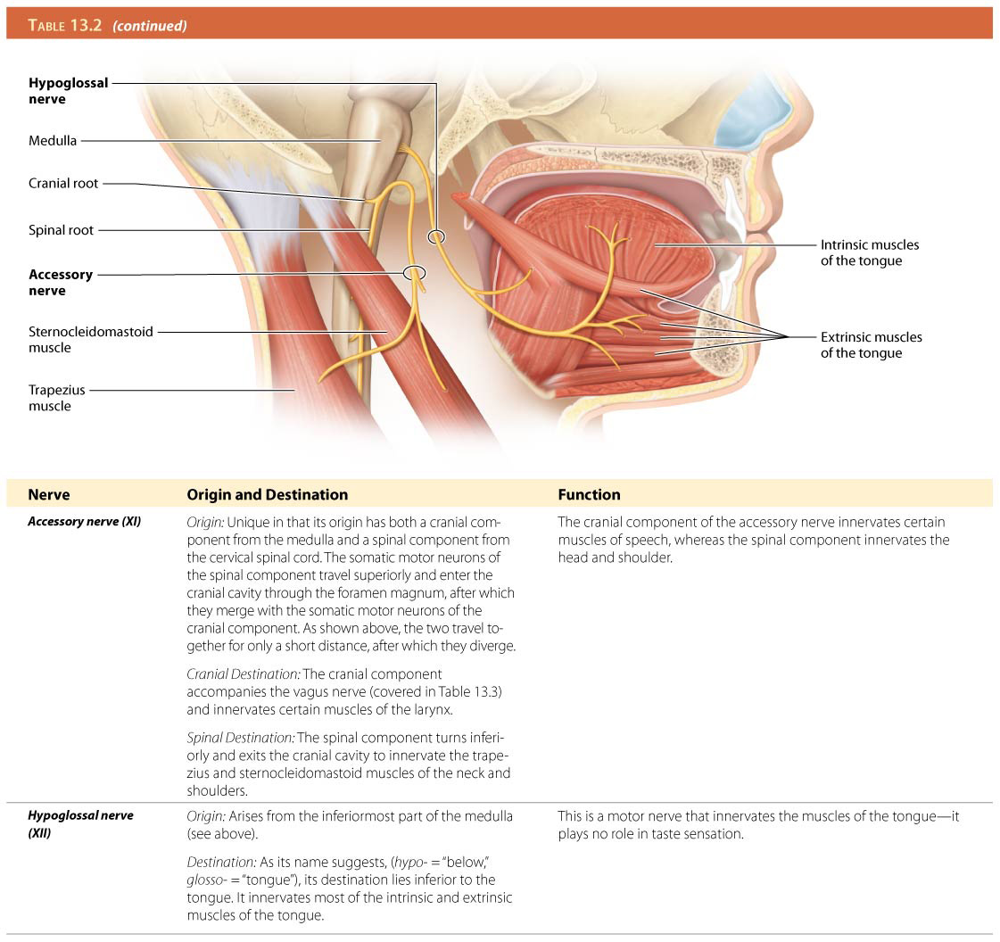 TABLE 13.2 (continued)
Hypoglossal
nerve
Medulla
Cranial root
Spinal root
Accessory
nerve
Sternocleidomastoid
muscle
Trapezius
muscle
Intrinsic muscles
of the tongue
Extrinsic muscles
of the tongue
Nerve Origin and Destination Function
Accessory nerve (XI)
Origin: Unique in that its origin has both a cranial com-
ponent from the medulla and a spinal component from
the cervical spinal cord. The somatic motor neurons of
the spinal component travel superiorly and enter the
cranial cavity through the foramen magnum, after which
they merge with the somatic motor neurons of the
cranial component. As shown above, the two travel to-
gether for only a short distance, after which they diverge.
Cranial Destination: The cranial component
accompanies the vagus nerve (covered in Table 13.3)
and innervates certain muscles of the larynx.
Spinal Destination: The spinal component turns inferi-
orly and exits the cranial cavity to innervate the trape-
zius and sternocleidomastoid muscles of the neck and
shoulders.
The cranial component of the accessory nerve innervates certain
muscles of speech, whereas the spinal component innervates the
head and shoulder.
Hypoglossal nerve
(XII)
Origin: Arises from the inferiormost part of the medulla
(see above).
Destination: As its name suggests, (hypo- = "below,"
glosso- = "tongue"), its destination lies inferior to the
tongue. It innervates most of the intrinsic and extrinsic
muscles of the tongue.
This is a motor nerve that innervates the muscles of the tongue—it
plays no role in taste sensation.